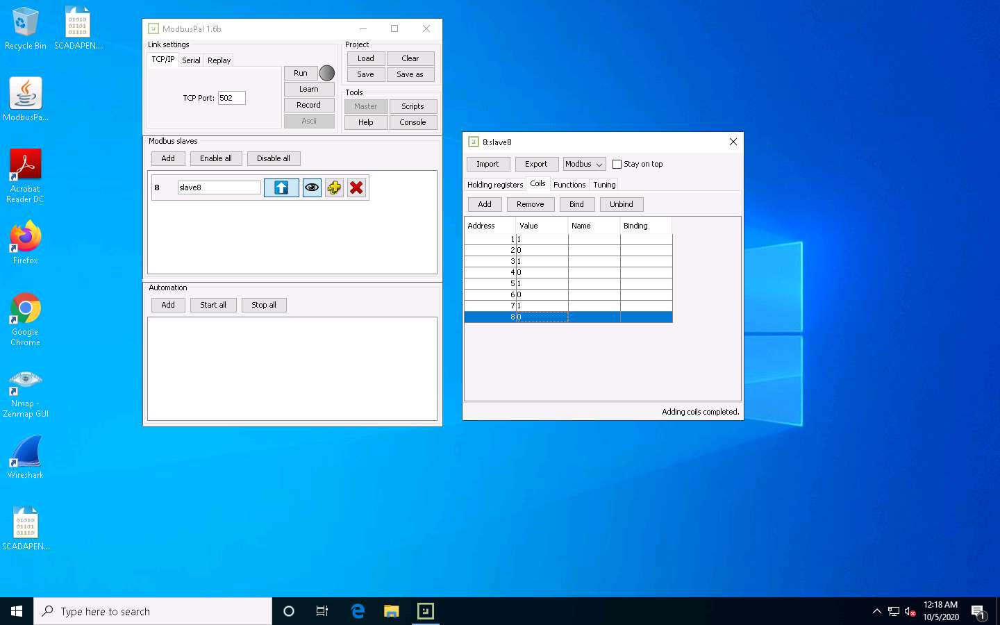 Recycle Bin
SCADAPEN...
ModbusPa...
Acrobat
Reader DC
Firefox
Google
Chrome
Nmap -
Zenmap GUI
Wireshark
SCADAPEN...
ModbusPal 1.6b
Link settings
TCP/IP Serial Replay
TCP Port: 502
Run
Learn
Record
Ascii
Project
Load Clear
Save Save as
Tools
Master Scripts
Help Console
Modbus slaves
Add Enable all Disable all
8 slave8
Automation
Add Start all Stop all
8:slave8
Import Export Modbus Stay on top
Holding registers Coils Functions Tuning
Add Remove Bind Unbind
Address Value Name Binding
1 1
2 0
3 1
4 0
5 1
6 0
7 1
8 0
Adding coils completed.
Type here to search
12:18 AM
10/5/2020
1